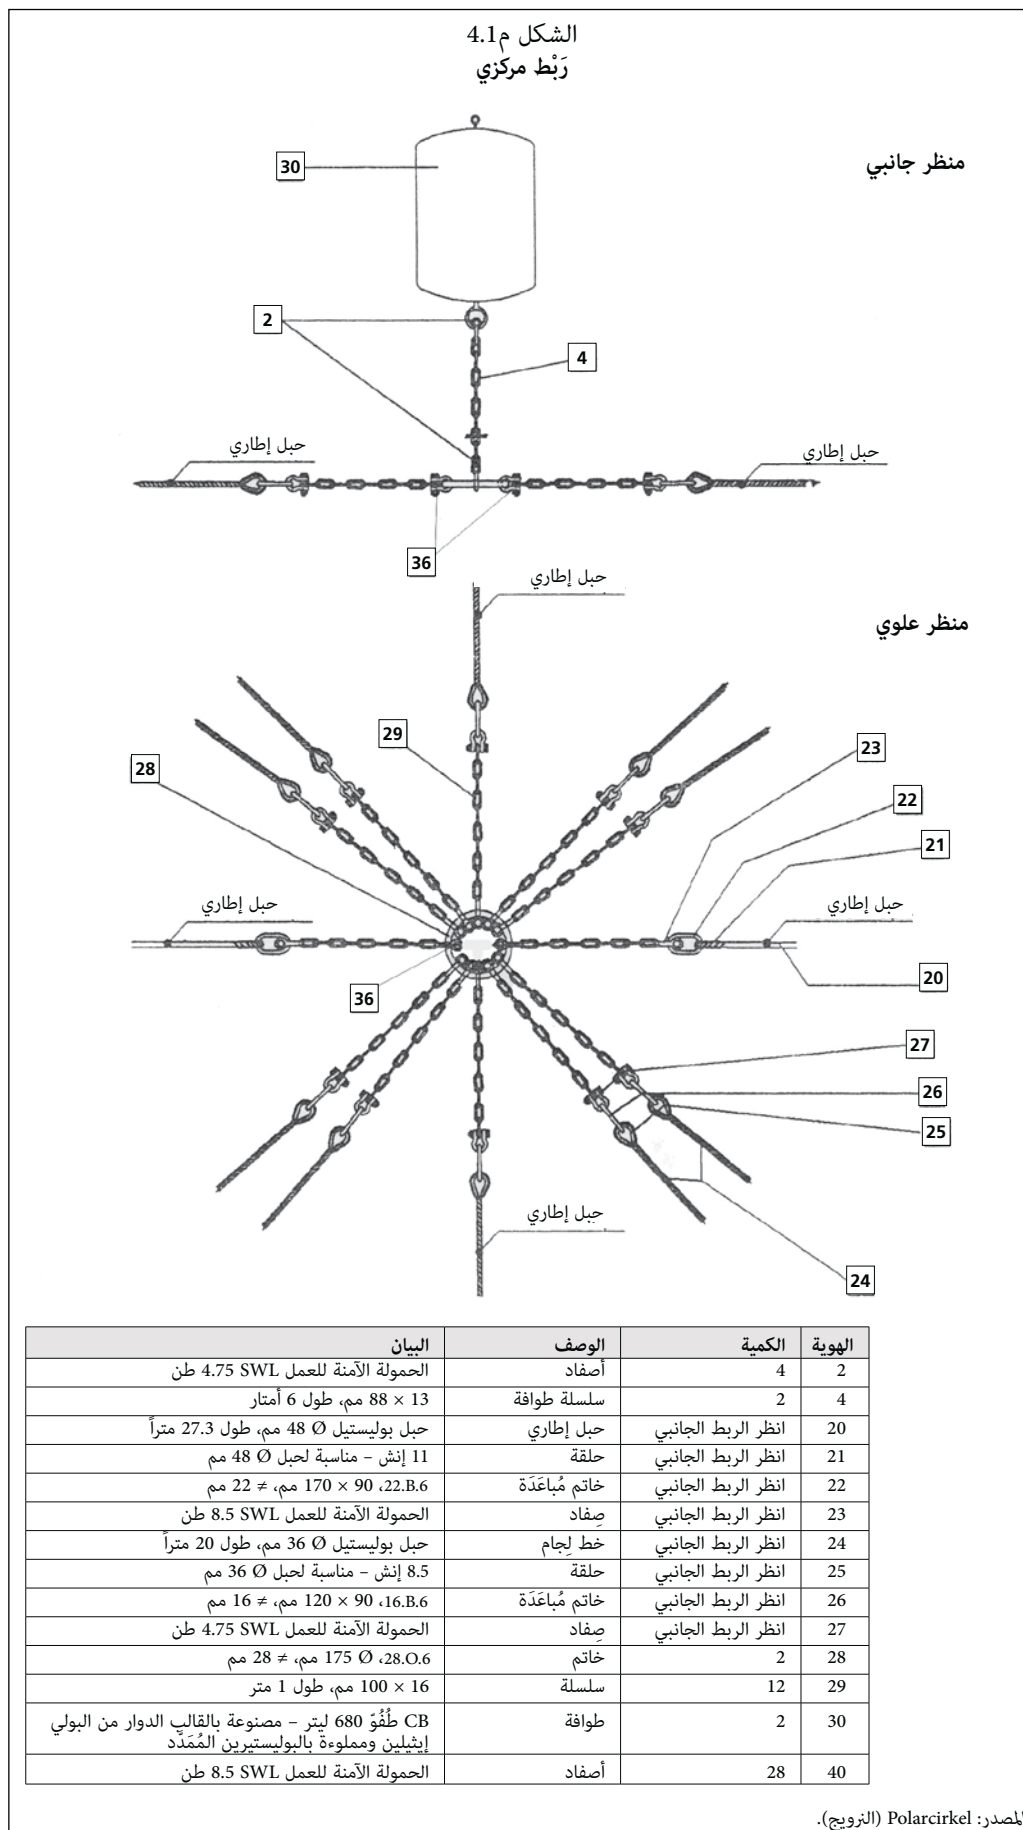 الشكل م4.1
رَبْط مركزي
منظر جانبي
30
2
4
حبل إطاري
حبل إطاري
36
حبل إطاري
منظر علوي
29
28
23
22
21
حبل إطاري
حبل إطاري
20
36
27
26
25
حبل إطاري
24
الهوية الكمية الوصف البيان
2 4 أصفاد الحمولة الآمنة للعمل SWL 4.75 طن
4 2 سلسلة طوافة 13 × 88 مم، طول 6 أمتار
20 انظر الربط الجانبي حبل إطاري حبل بوليستيل Ø 48 مم، طول 27.3 متراً
21 انظر الربط الجانبي حلقة 11 إنش – مناسبة لحبل Ø 48 مم
22 انظر الربط الجانبي خاتم مُباعَدَة 22.B.6، 90 × 170 مم، ≠ 22 مم
23 انظر الربط الجانبي صِفاد الحمولة الآمنة للعمل SWL 8.5 طن
24 انظر الربط الجانبي خط لِجام حبل بوليستيل Ø 36 مم، طول 20 متراً
25 انظر الربط الجانبي حلقة 8.5 إنش – مناسبة لحبل Ø 36 مم
26 انظر الربط الجانبي خاتم مُباعَدَة 16.B.6، 90 × 120 مم، ≠ 16 مم
27 انظر الربط الجانبي صِفاد الحمولة الآمنة للعمل SWL 4.75 طن
28 2 خاتم 28.O.6، Ø 175 مم، ≠ 28 مم
29 12 سلسلة 16 × 100 مم، طول 1 متر
30 2 طوافة CB طُفُوّ 680 ليتر – مصنوعة بالقالب الدوار من البولي
إيثيلين ومملوءة بالبوليستيرين المُمَدَّد
40 28 أصفاد الحمولة الآمنة للعمل SWL 8.5 طن
المصدر: Polarcirkel (النرويج).